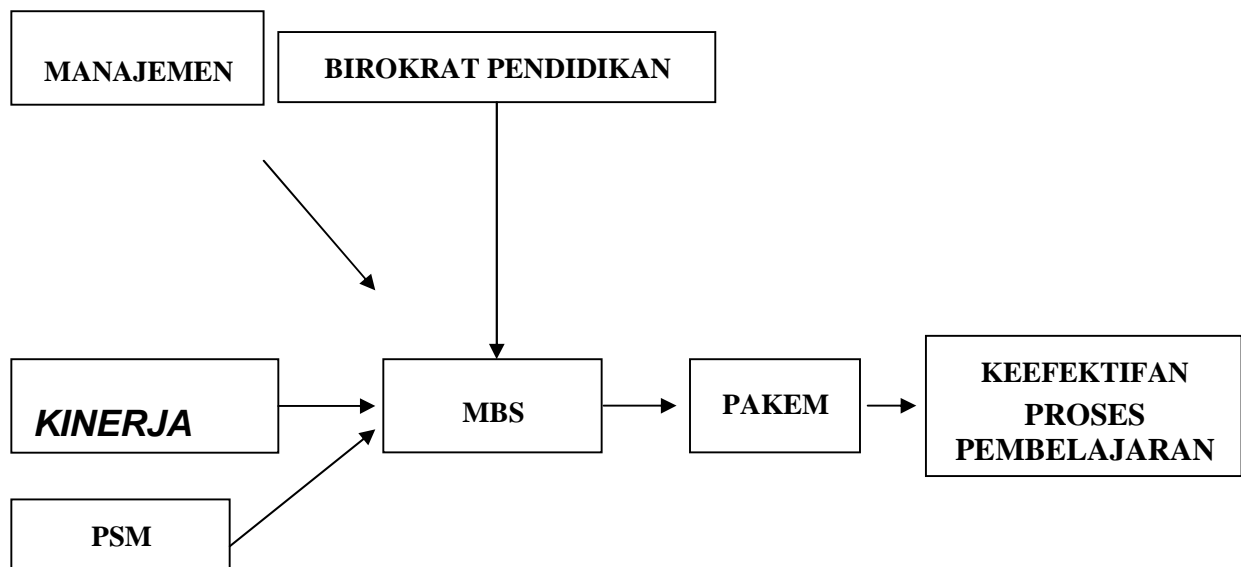 MANAJEMEN
BIROKRAT PENDIDIKAN
KINERJA
MBS
PAKEM
KEEFEKTIFAN
PROSES
PEMBELAJARAN
PSM